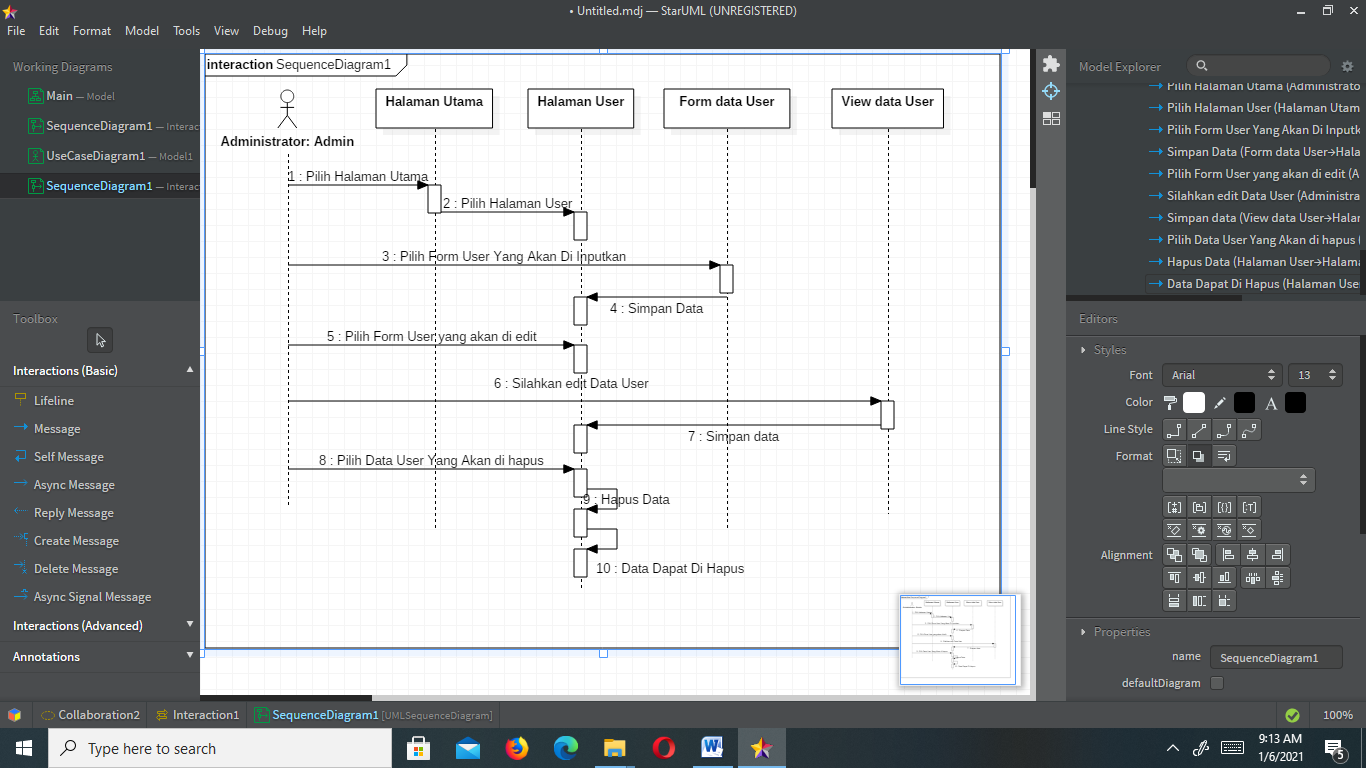 • Untitled.mdj — StarUML (UNREGISTERED)
File Edit Format Model Tools View Debug Help
Working Diagrams
Main — Model
SequenceDiagram1 — Interac
UseCaseDiagram1 — Model1
SequenceDiagram1 — Interac
Toolbox
Interactions (Basic)
Lifeline
Message
Self Message
Async Message
Reply Message
Create Message
Delete Message
Async Signal Message
Interactions (Advanced)
Annotations
interaction SequenceDiagram1
Halaman Utama
Halaman User
Form data User
View data User
Administrator: Admin
1 : Pilih Halaman Utama
2 : Pilih Halaman User
3 : Pilih Form User Yang Akan Di Inputkan
4 : Simpan Data
5 : Pilih Form User yang akan di edit
6 : Silahkan edit Data User
7 : Simpan data
8 : Pilih Data User Yang Akan di hapus
9 : Hapus Data
10 : Data Dapat Di Hapus
Model Explorer
Pilih Halaman Utama (Administrato
Pilih Halaman User (Halaman Utam
Pilih Form User Yang Akan Di Inputk
Simpan Data (Form data User→Hala
Pilih Form User yang akan di edit (A
Silahkan edit Data User (Administra
Simpan data (View data User→Halar
Pilih Data User Yang Akan di hapus (
Hapus Data (Halaman User→Halama
Data Dapat Di Hapus (Halaman Use
Editors
Styles
Font Arial 13
Color A
Line Style
Format
Alignment
Properties
name SequenceDiagram1
defaultDiagram
Collaboration2 Interaction1 SequenceDiagram1 [UMLSequenceDiagram] 100%
Type here to search
9:13 AM
1/6/2021
5